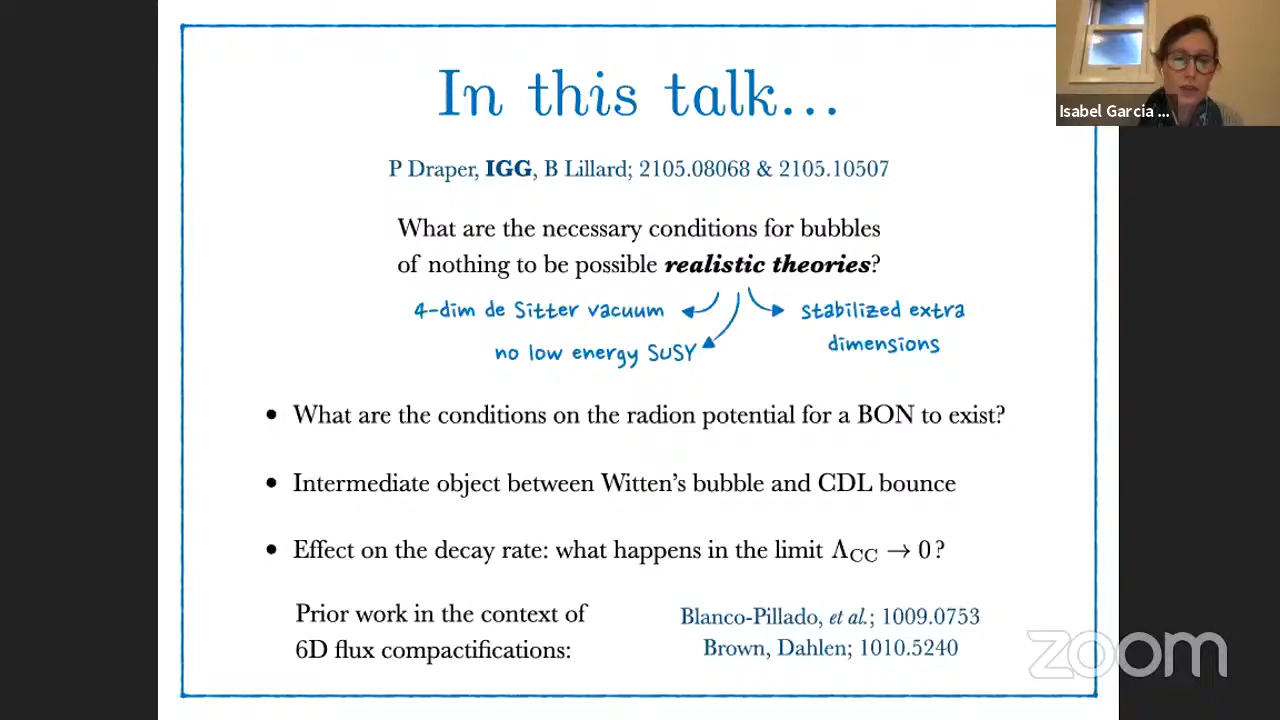 In this talk...
Isabel Garcia ...
P Draper, IGG, B Lillard; 2105.08068 & 2105.10507
What are the necessary conditions for bubbles
of nothing to be possible realistic theories?
4-dim de Sitter vacuum
stabilized extra
dimensions
no low energy SUSY
• What are the conditions on the radion potential for a BON to exist?
• Intermediate object between Witten's bubble and CDL bounce
• Effect on the decay rate: what happens in the limit Λ_CC → 0?
Prior work in the context of
6D flux compactifications:
Blanco-Pillado, et al.; 1009.0753
Brown, Dahlen; 1010.5240
zoom